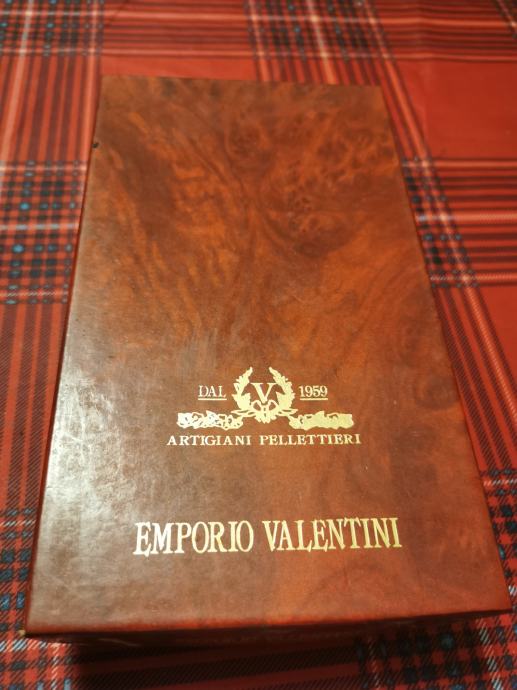 DAL V 1959
ARTIGIANI PELLETTIERI
EMPORIO VALENTINI